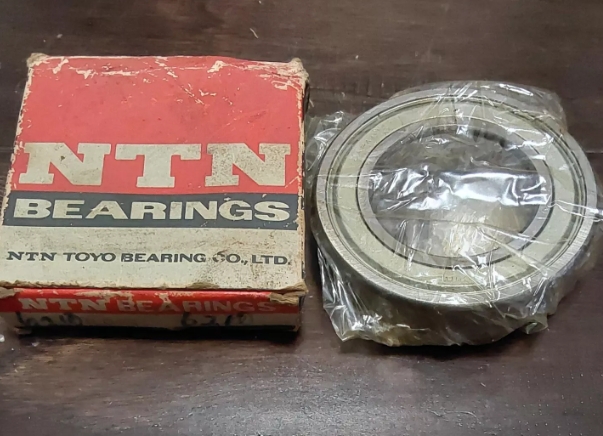 NTN
BEARINGS
NTN TOYO BEARING CO., LTD.
NTN BEARINGS